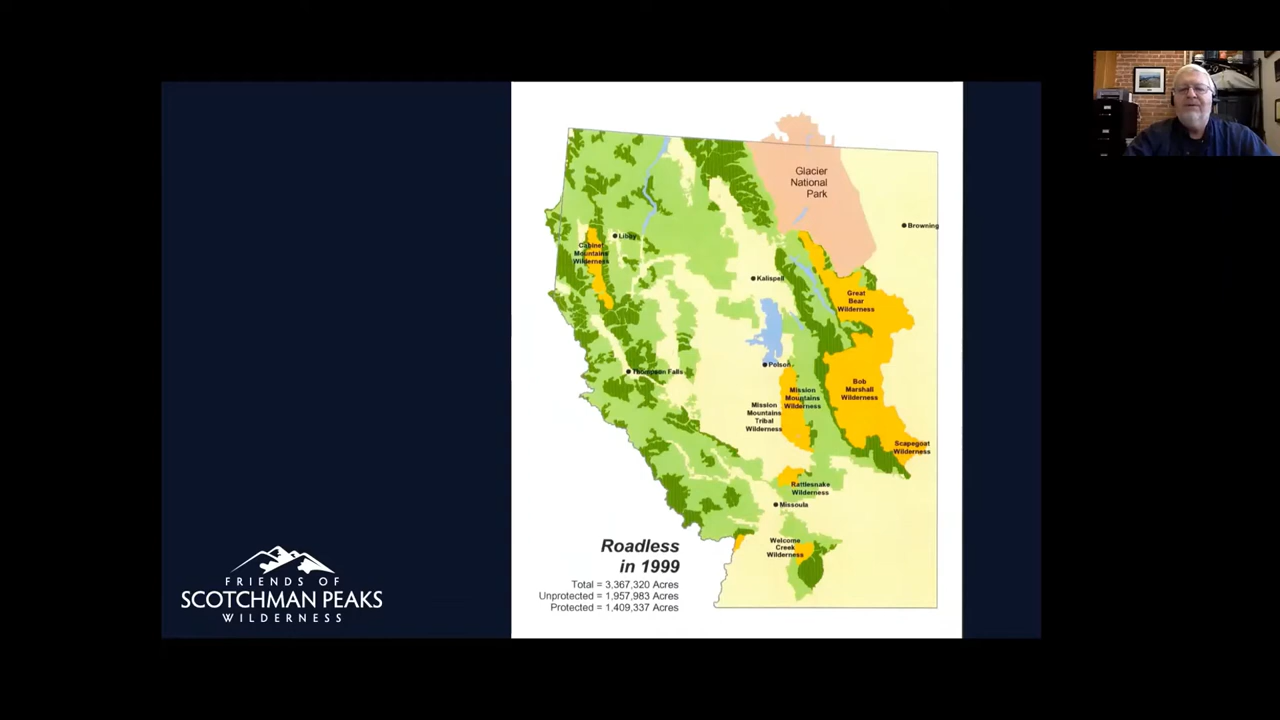 Glacier
National
Park
Browning
Libby
Cabinet
Mountains
Wilderness
Kalispell
Great
Bear
Wilderness
Polson
Thompson Falls
Bob
Marshall
Wilderness
Mission
Mountains
Wilderness
Mission
Mountains
Tribal
Wilderness
Scapegoat
Wilderness
Rattlesnake
Wilderness
Missoula
Welcome
Creek
Wilderness
Roadless
in 1999
Total = 3,367,320 Acres
Unprotected = 1,957,983 Acres
Protected = 1,409,337 Acres
FRIENDS OF
SCOTCHMAN PEAKS
WILDERNESS